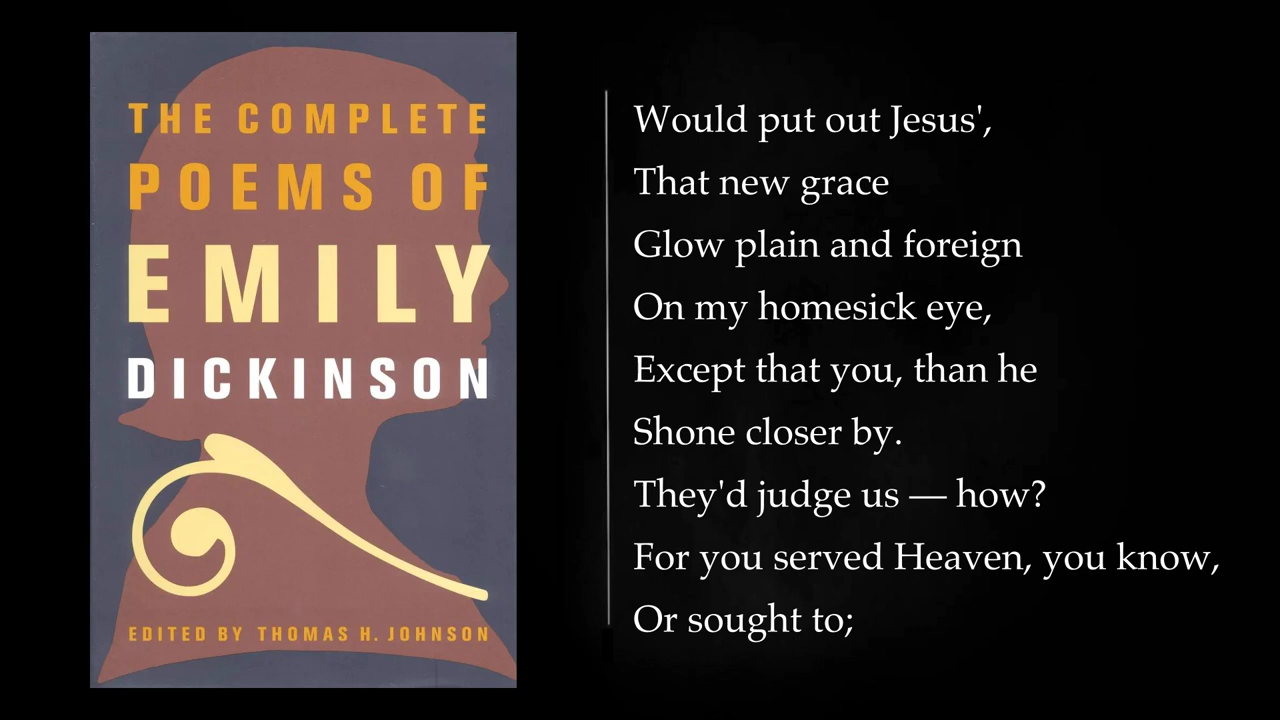 THE COMPLETE
POEMS OF
EMILY
DICKINSON
EDITED BY THOMAS H. JOHNSON
Would put out Jesus',
That new grace
Glow plain and foreign
On my homesick eye,
Except that you, than he
Shone closer by.
They'd judge us — how?
For you served Heaven, you know,
Or sought to;